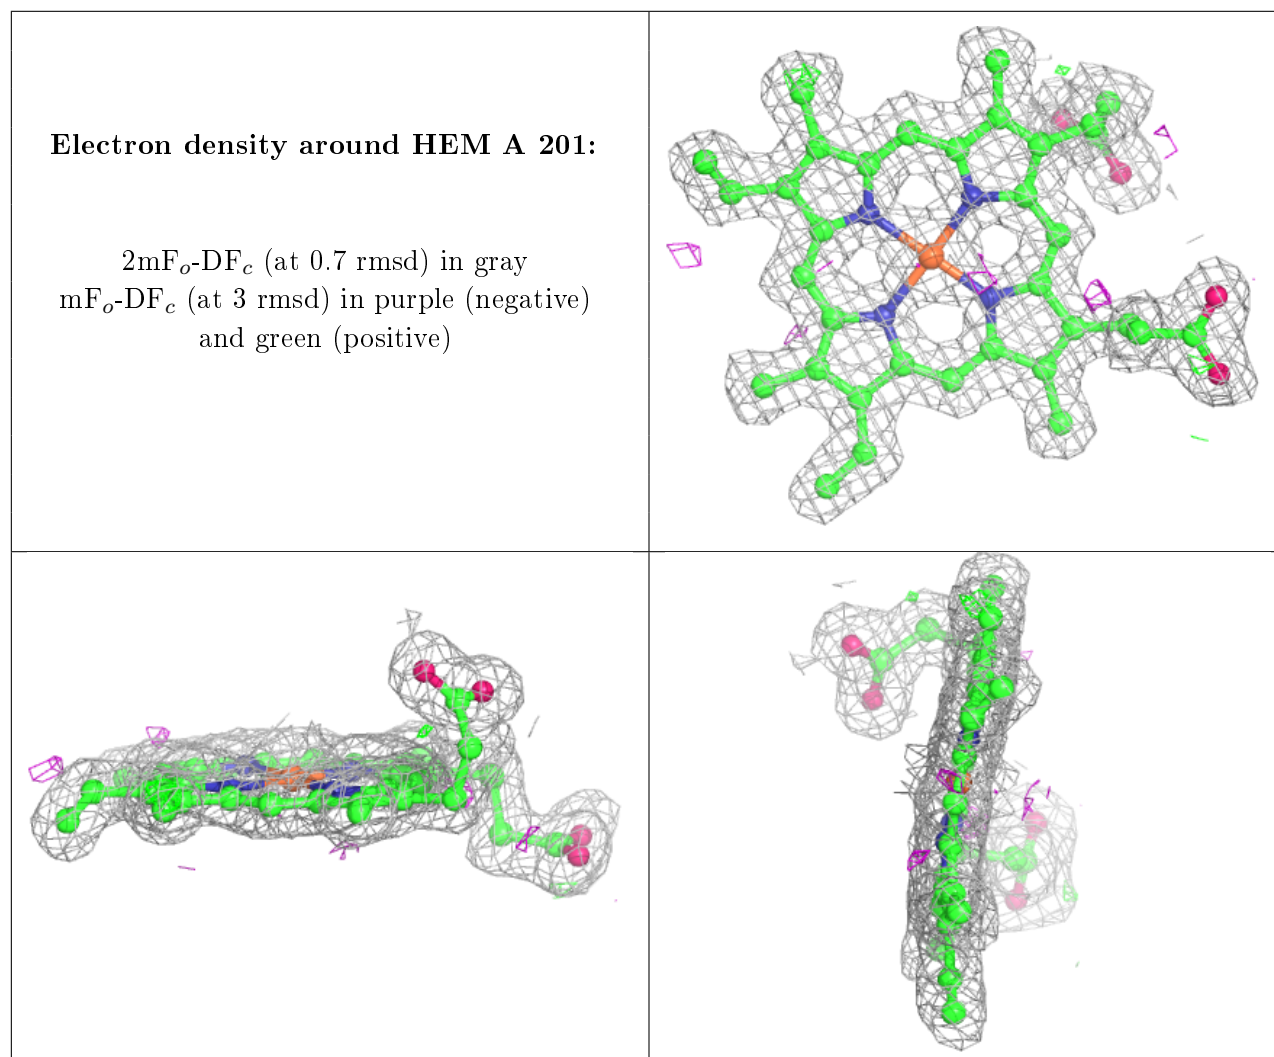 Electron density around HEM A 201:
2mFₒ-DF𝒸 (at 0.7 rmsd) in gray
mFₒ-DF𝒸 (at 3 rmsd) in purple (negative)
and green (positive)